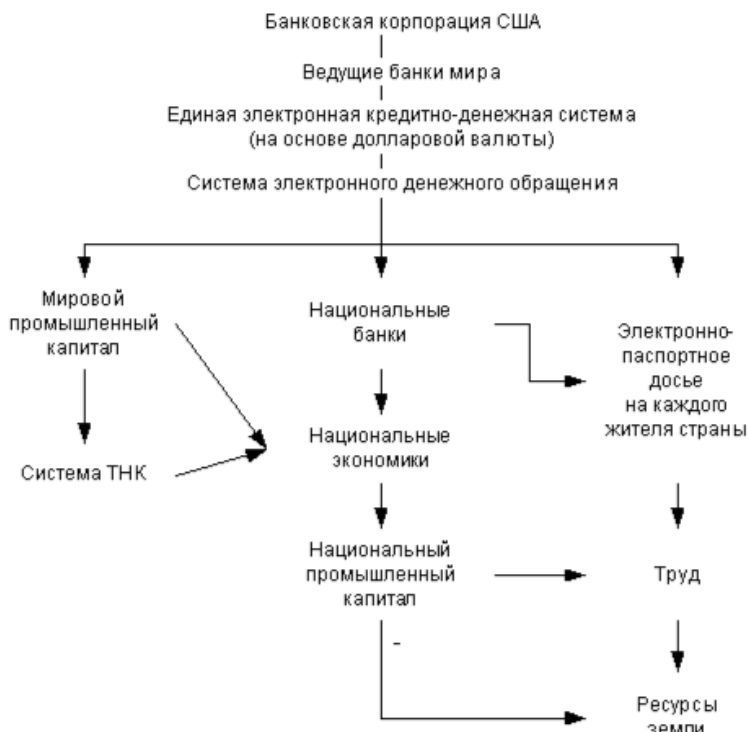 Банковская корпорация США
Ведущие банки мира
Единая электронная кредитно-денежная система
(на основе долларовой валюты)
Система электронного денежного обращения
Мировой
промышленный
капитал
Система ТНК
Национальные
банки
Национальные
экономики
Национальный
промышленный
капитал
-
Электронно-
паспортное
досье
на каждого
жителя страны
Труд
Ресурсы
земли